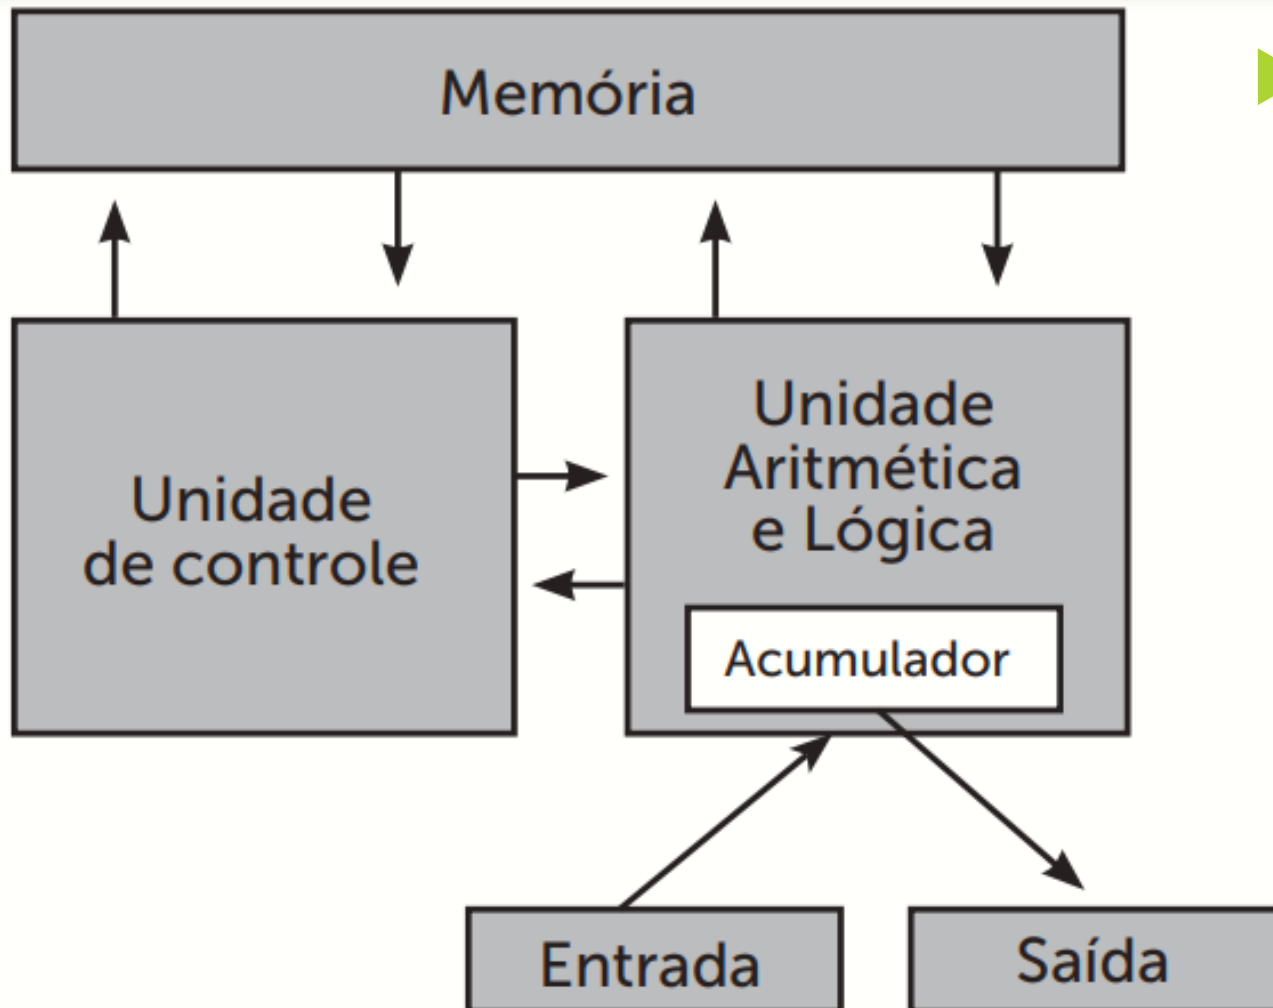 Memória
Unidade
de controle
Unidade
Aritmética
e Lógica
Acumulador
Entrada
Saída